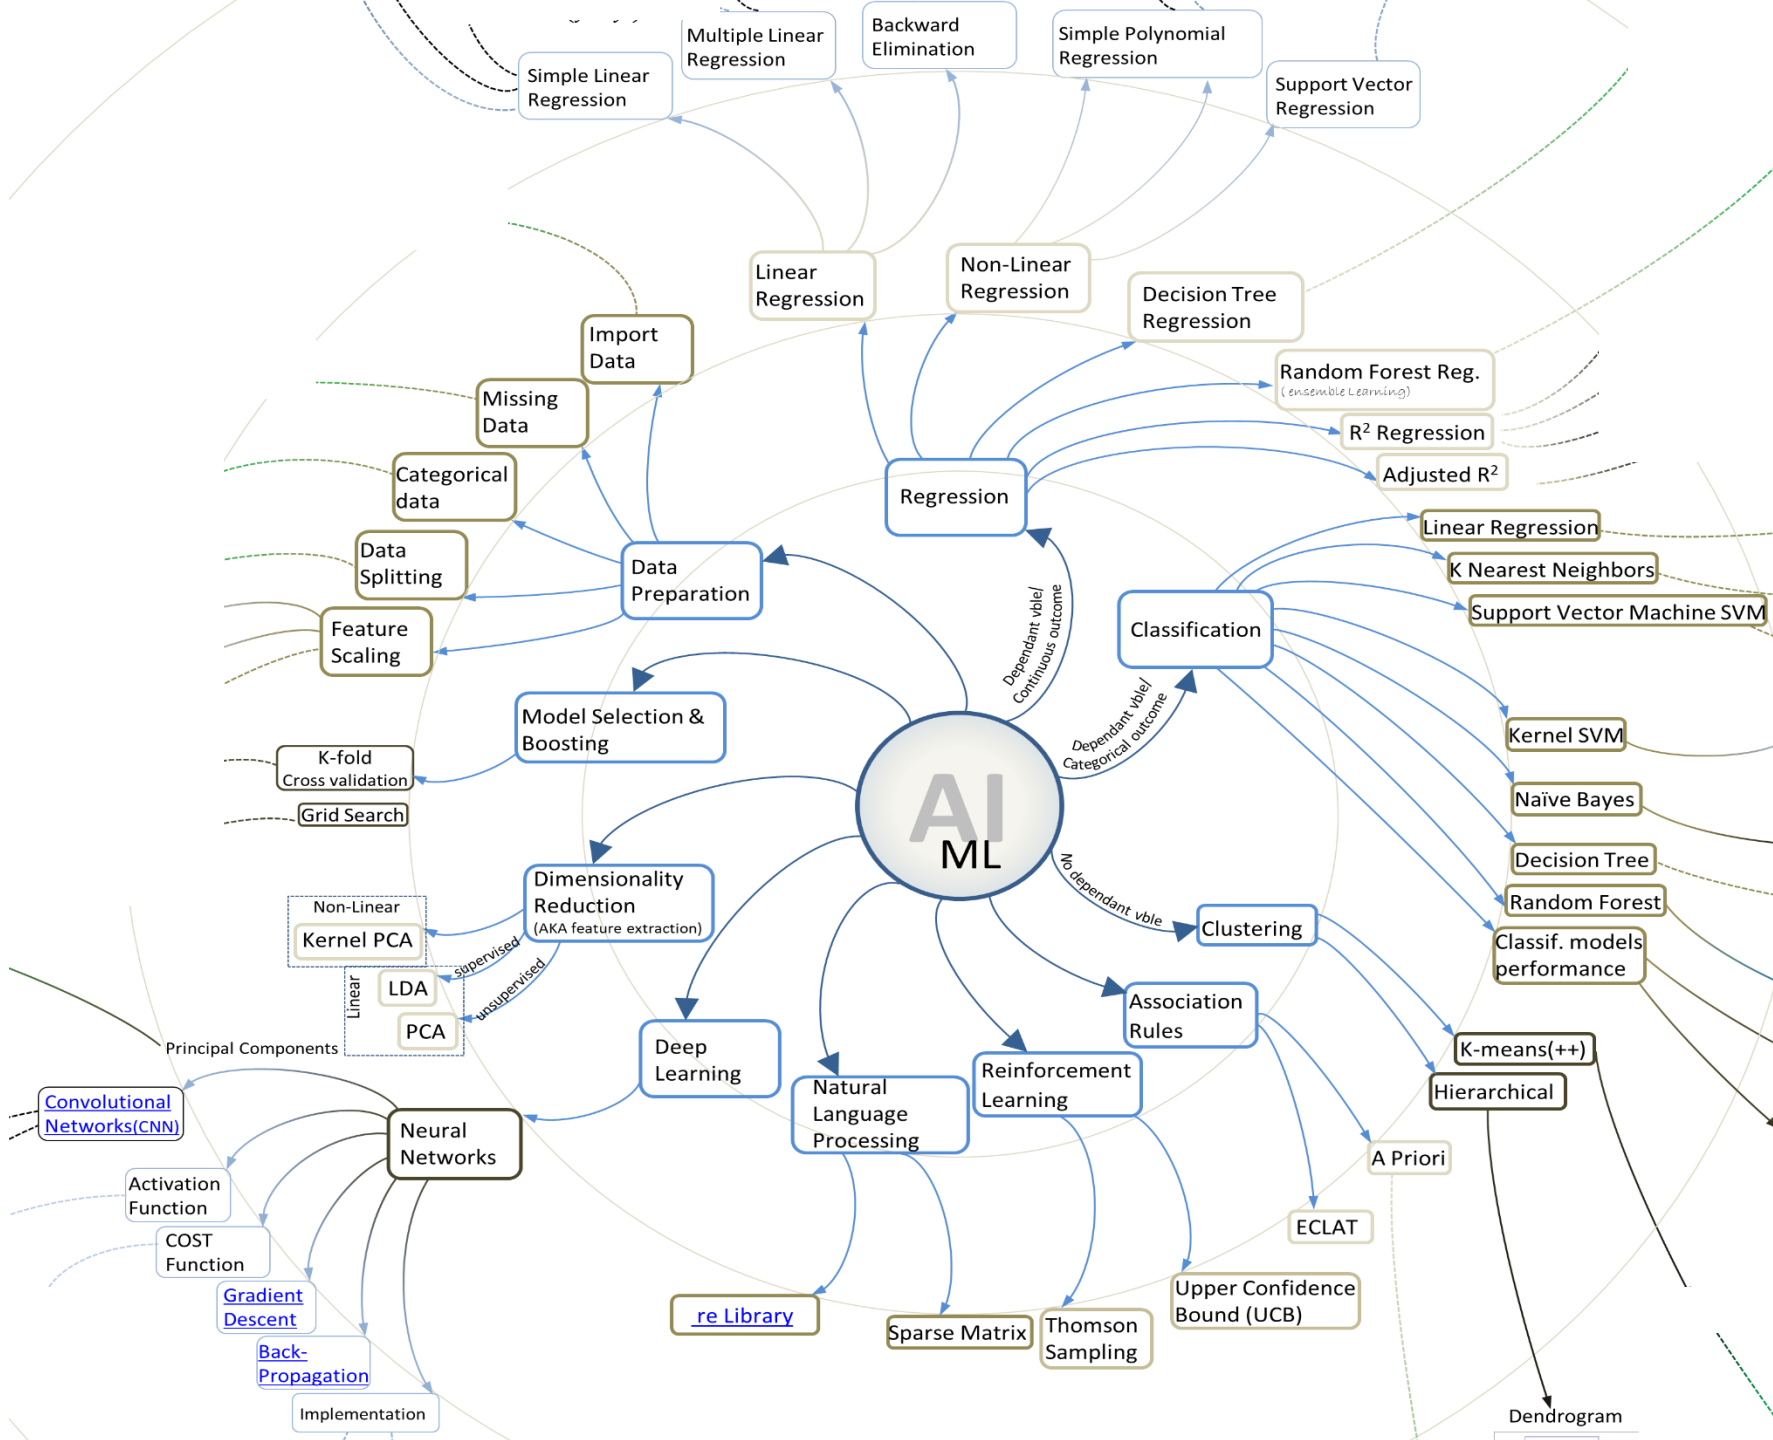 Multiple Linear
Regression
Backward
Elimination
Simple Polynomial
Regression
Simple Linear
Regression
Support Vector
Regression
Linear
Regression
Non-Linear
Regression
Decision Tree
Regression
Random Forest Reg.
(ensemble Learning)
R² Regression
Adjusted R²
Regression
Import
Data
Missing
Data
Categorical
data
Data
Splitting
Feature
Scaling
Data
Preparation
Dependant vble/
Continuous outcome
Classification
Dependant vble/
Categorical outcome
Linear Regression
K Nearest Neighbors
Support Vector Machine SVM
Kernel SVM
Naïve Bayes
Decision Tree
Random Forest
Classif. models
performance
Model Selection &
Boosting
K-fold
Cross validation
Grid Search
AI
ML
No dependant vble
Clustering
K-means(++)
Hierarchical
Dendrogram
Dimensionality
Reduction
(AKA feature extraction)
Non-Linear
Kernel PCA
supervised
unsupervised
Linear
LDA
PCA
Principal Components
Association
Rules
A Priori
ECLAT
Reinforcement
Learning
Upper Confidence
Bound (UCB)
Thomson
Sampling
Natural
Language
Processing
re Library
Sparse Matrix
Deep
Learning
Neural
Networks
Convolutional
Networks(CNN)
Activation
Function
COST
Function
Gradient
Descent
Back-
Propagation
Implementation